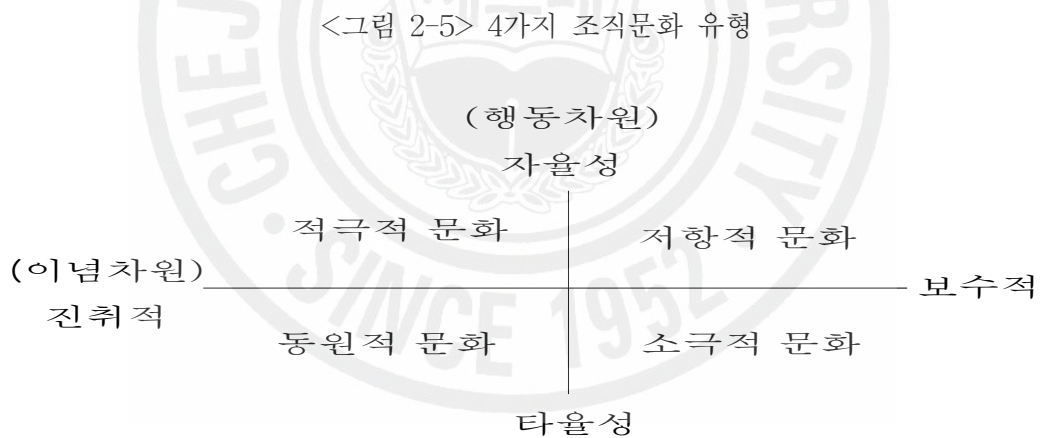 <그림 2-5> 4가지 조직문화 유형
(행동차원)
자율성
적극적 문화
저항적 문화
(이념차원)
진취적
보수적
동원적 문화
소극적 문화
타율성
SINCE 1952